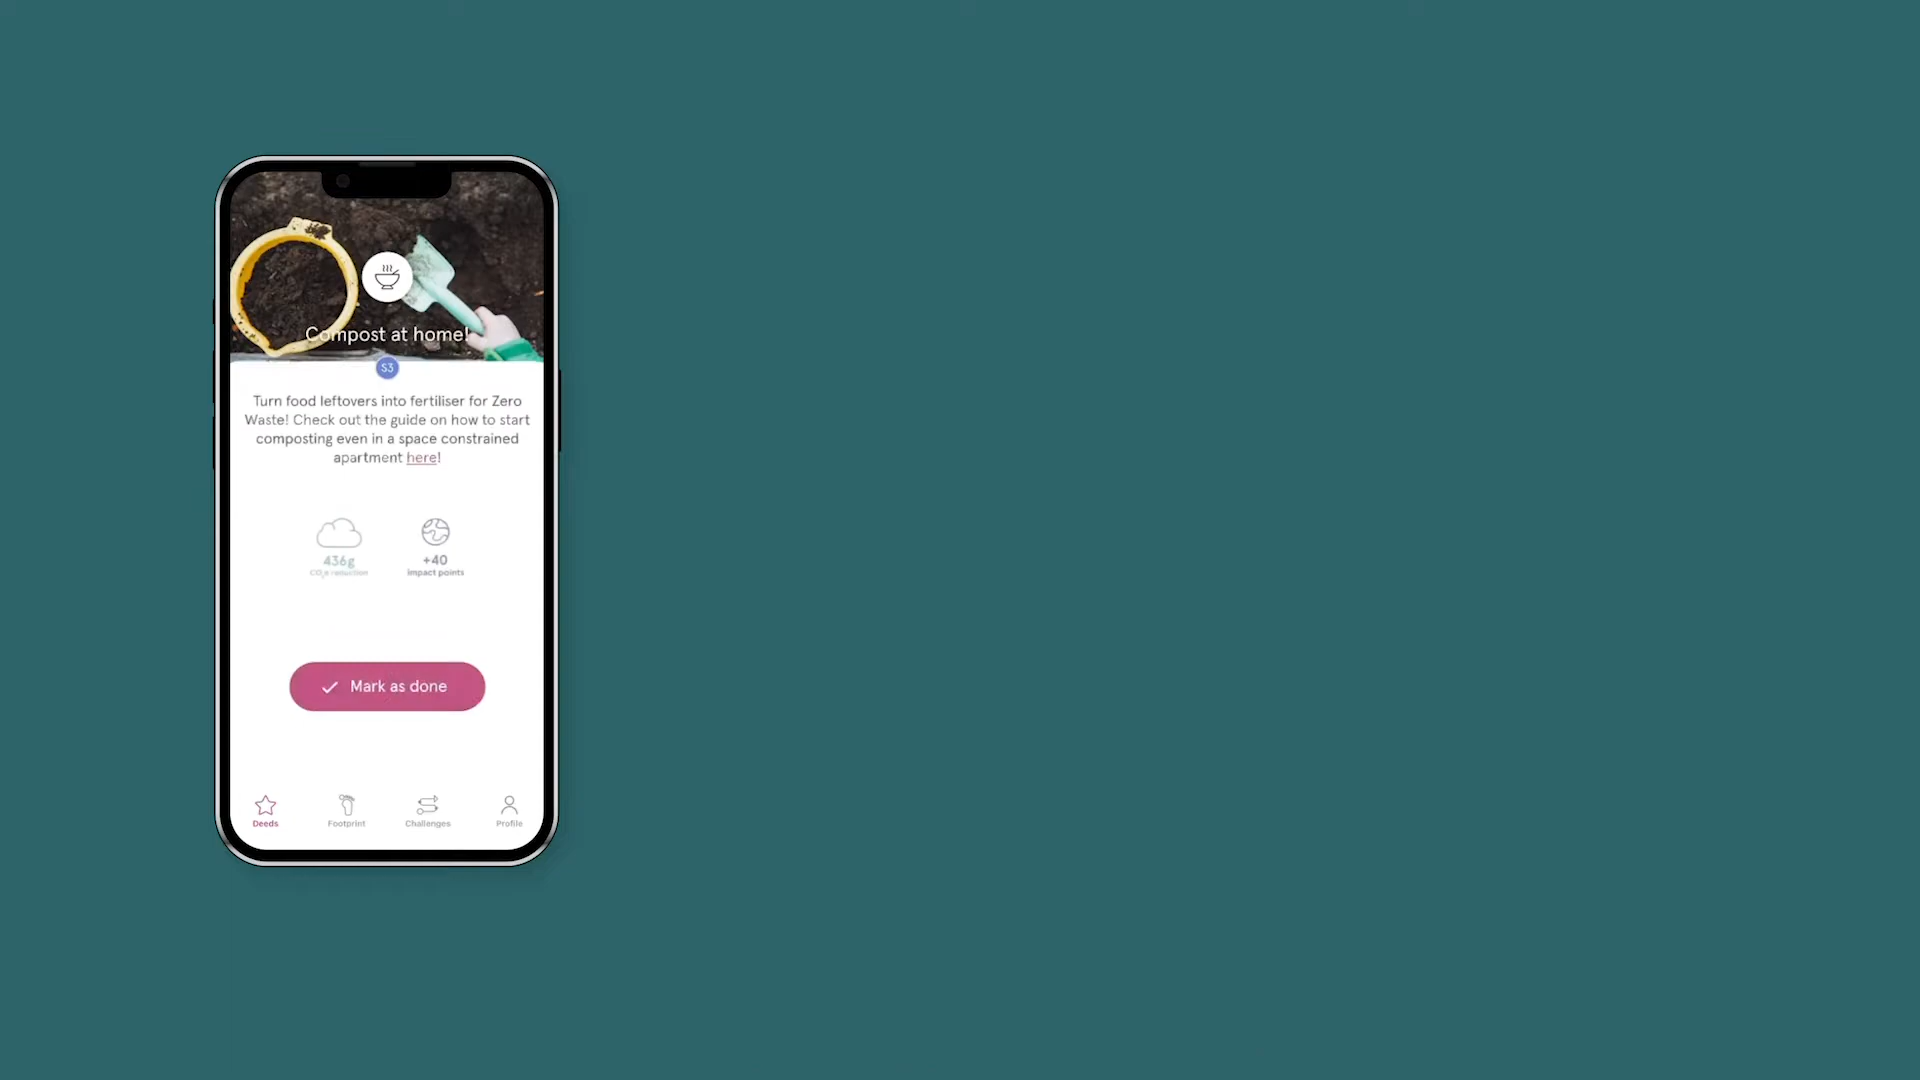 Compost at home!
S3
Turn food leftovers into fertiliser for Zero
Waste! Check out the guide on how to start
composting even in a space constrained
apartment here!
436g
CO₂e reduction
+40
impact points
Mark as done
Deeds
Footprint
Challenges
Profile